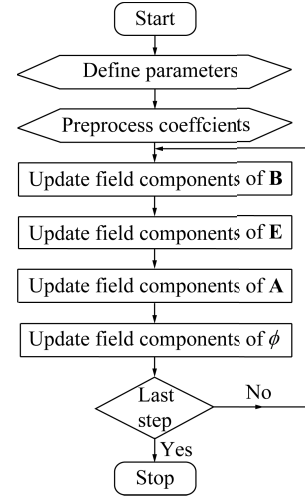 Start
Define parameters
Preprocess coeffcients
Update field components of B
Update field components of E
Update field components of A
Update field components of ϕ
Last
step
No
Yes
Stop